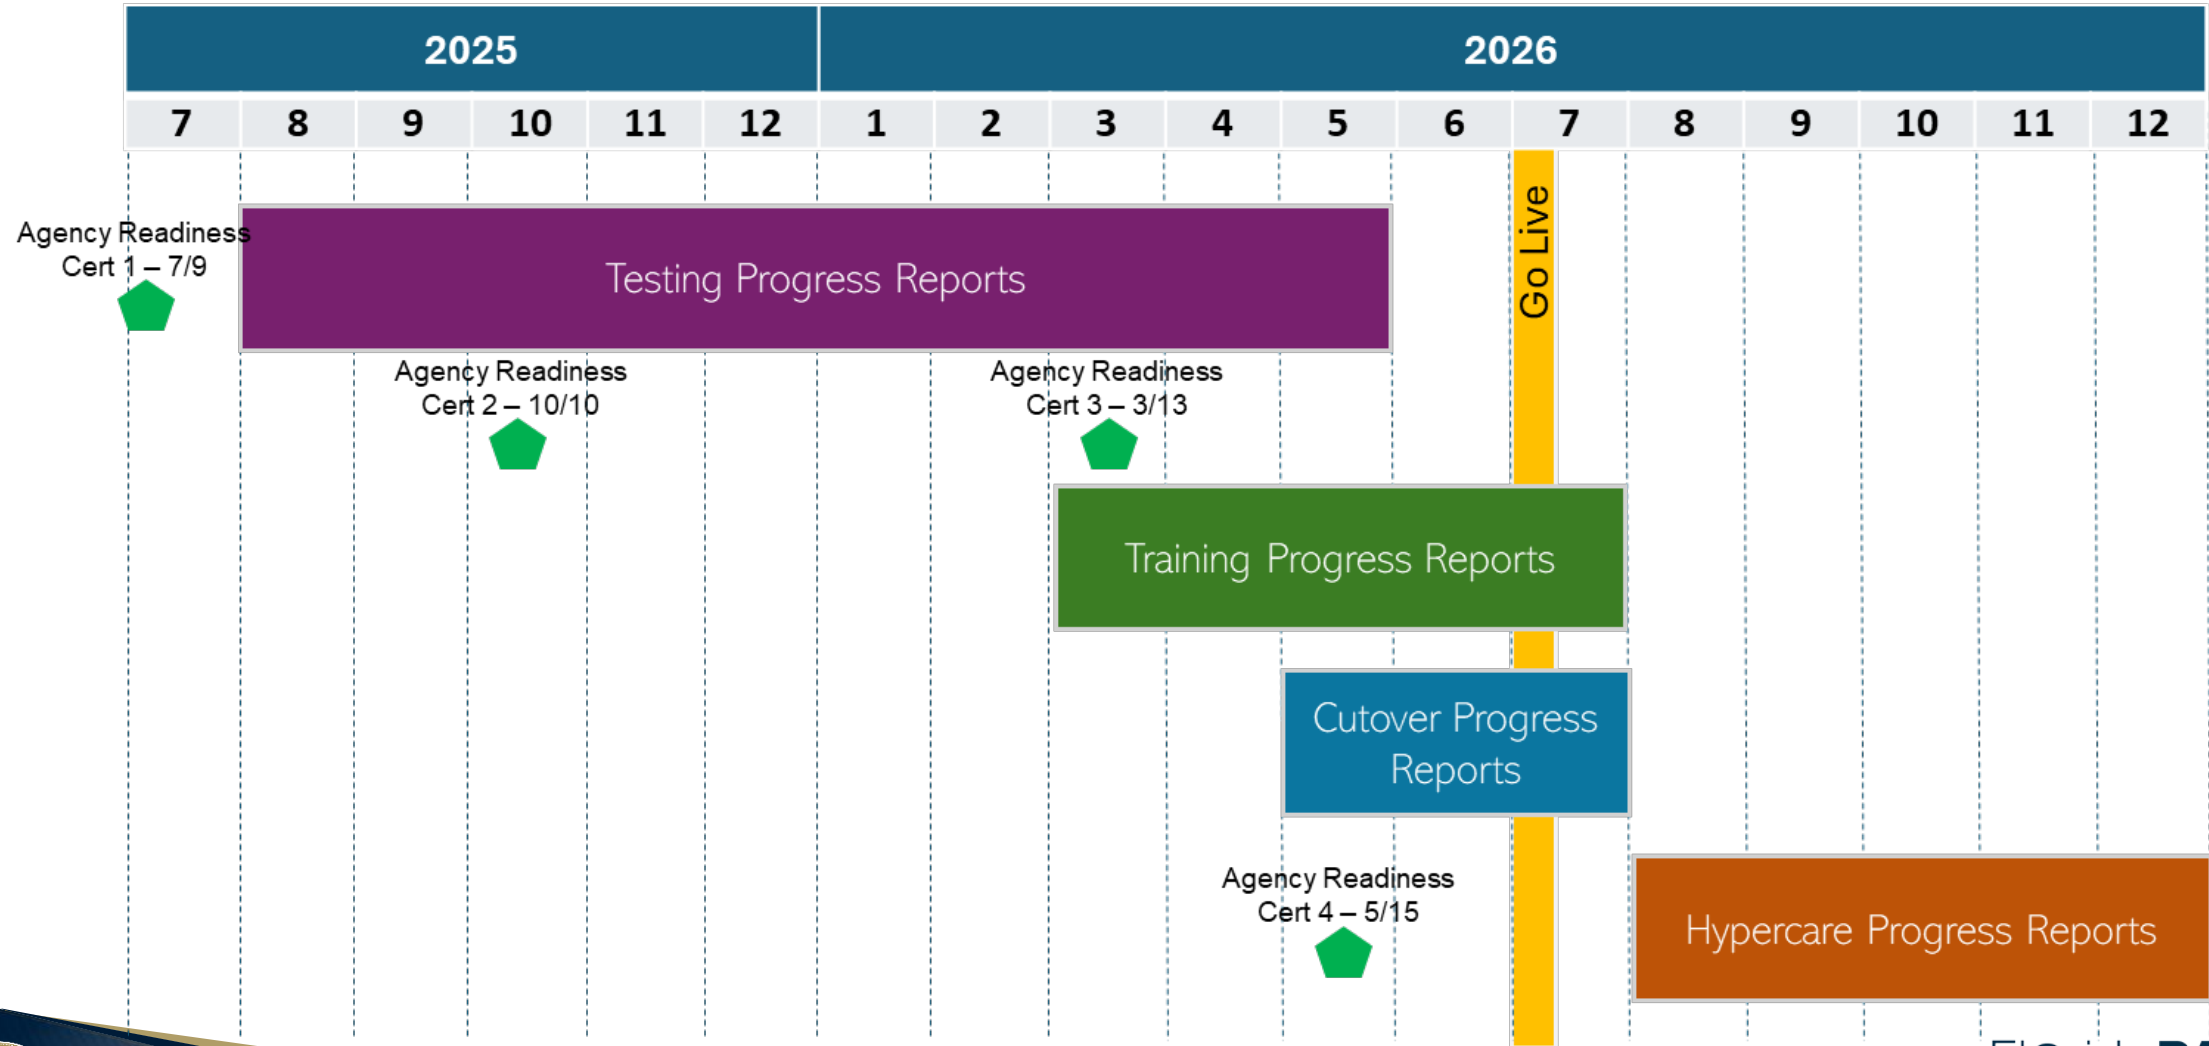 2025 2026
7 8 9 10 11 12 1 2 3 4 5 6 7 8 9 10 11 12
Go Live
Agency Readiness
Cert 1 – 7/9
Testing Progress Reports
Agency Readiness
Cert 2 – 10/10
Agency Readiness
Cert 3 – 3/13
Training Progress Reports
Cutover Progress
Reports
Agency Readiness
Cert 4 – 5/15
Hypercare Progress Reports